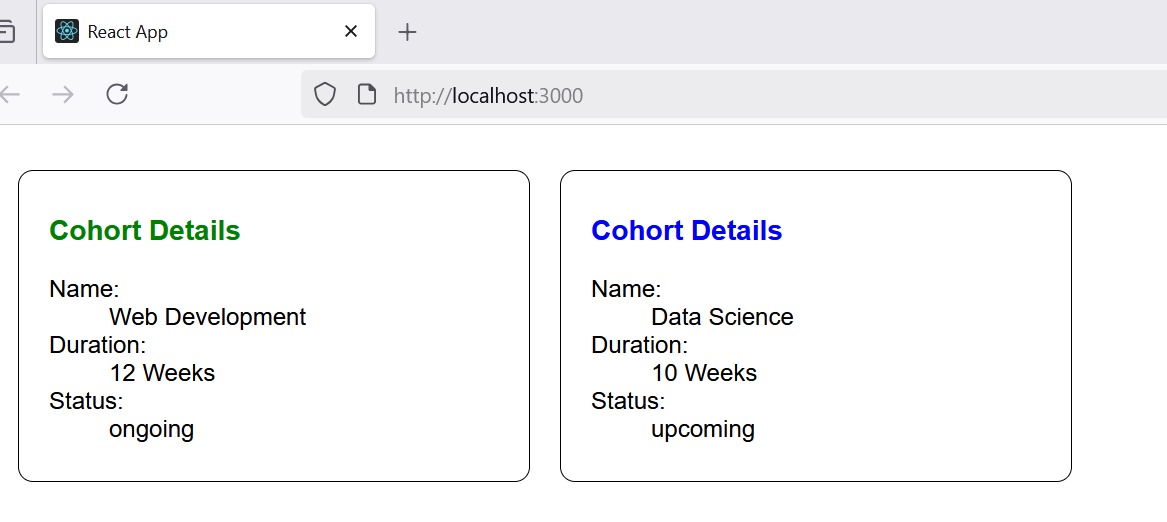 React App
http://localhost:3000
Cohort Details
Name:
Web Development
Duration:
12 Weeks
Status:
ongoing
Cohort Details
Name:
Data Science
Duration:
10 Weeks
Status:
upcoming